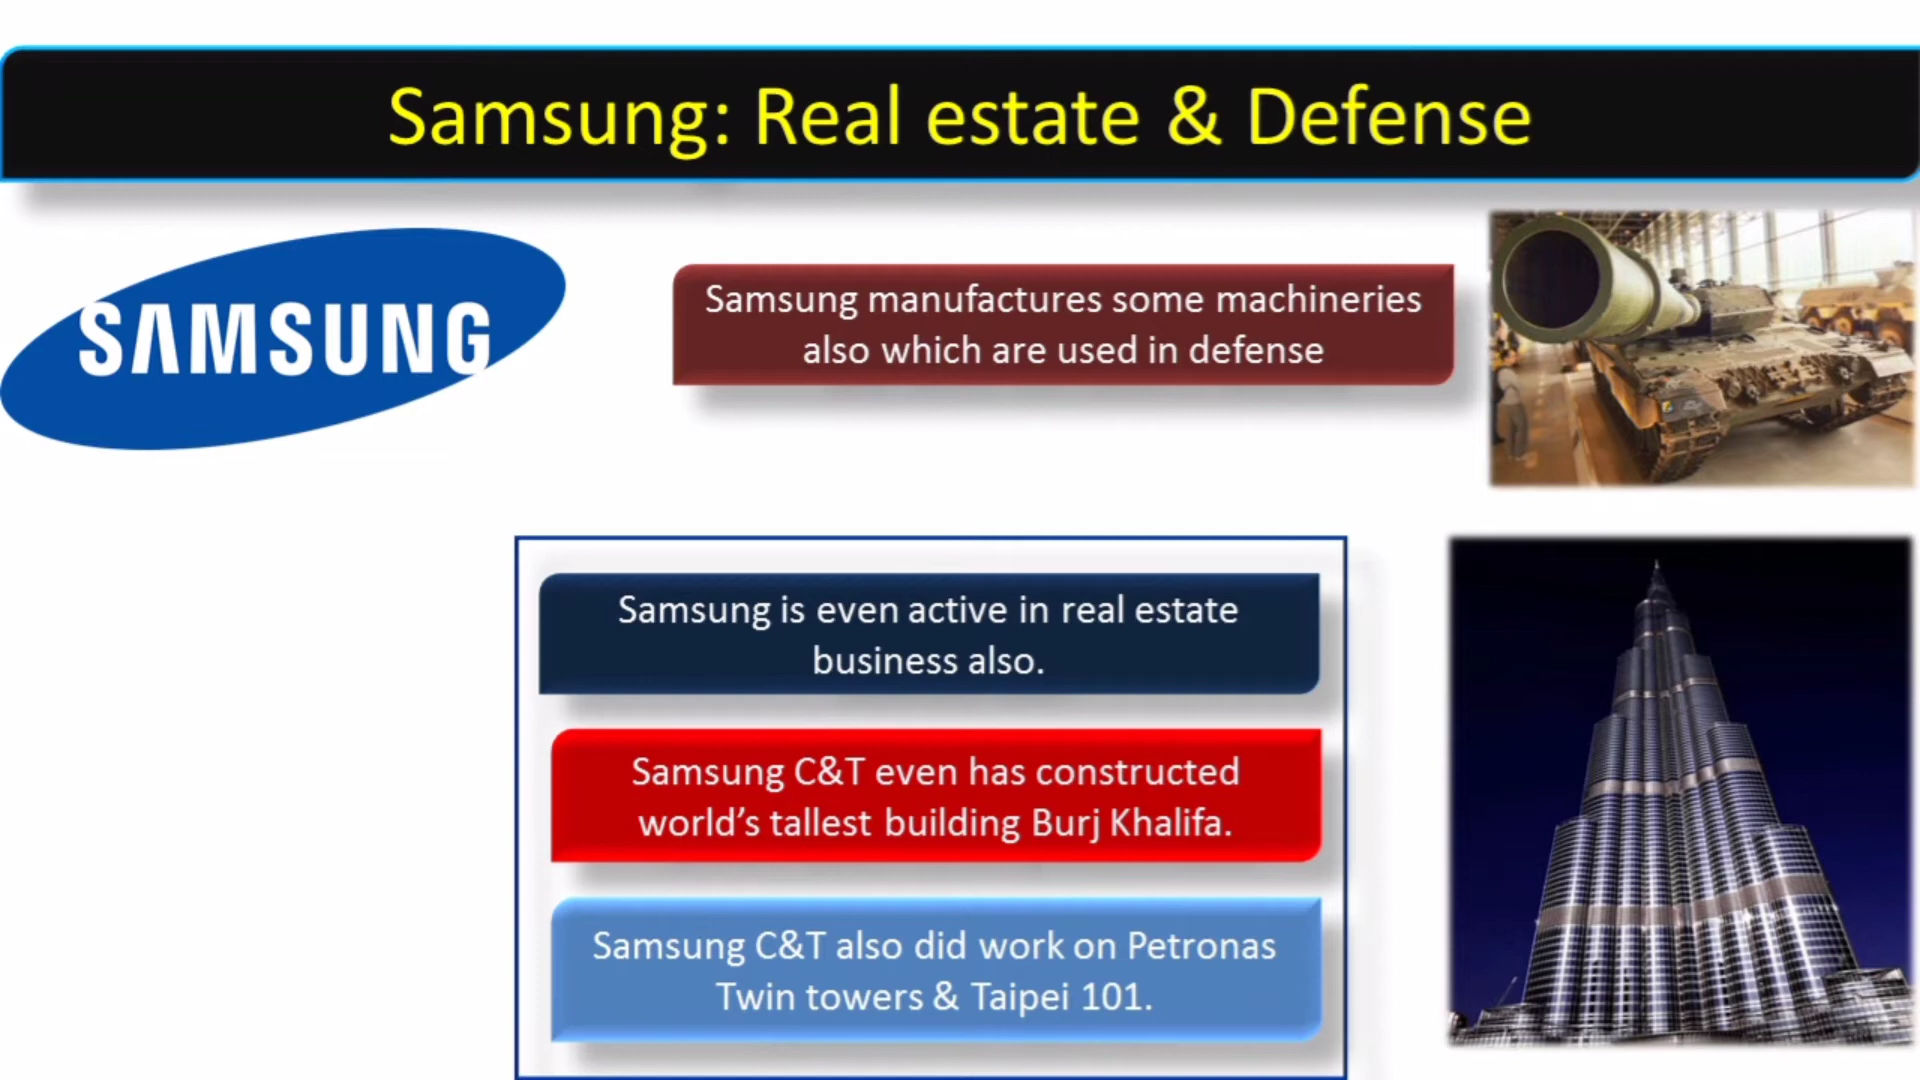 Samsung: Real estate & Defense
SAMSUNG
Samsung manufactures some machineries
also which are used in defense
Samsung is even active in real estate
business also.
Samsung C&T even has constructed
world’s tallest building Burj Khalifa.
Samsung C&T also did work on Petronas
Twin towers & Taipei 101.